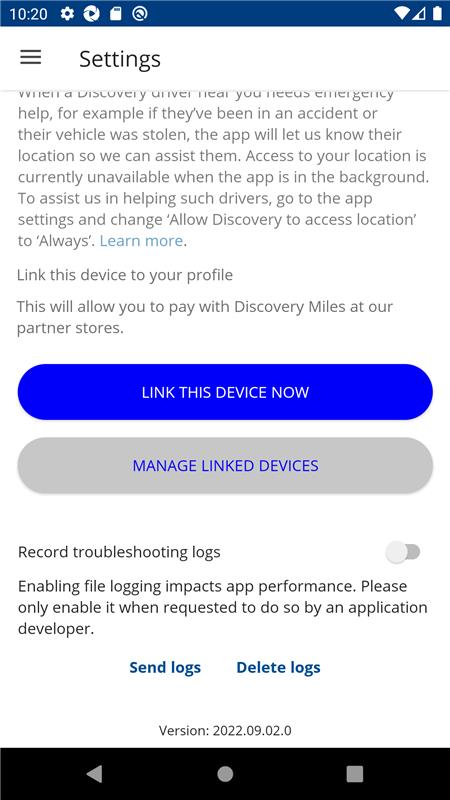 10:20
Settings
When a Discovery driver near you needs emergency
help, for example if they've been in an accident or
their vehicle was stolen, the app will let us know their
location so we can assist them. Access to your location is
currently unavailable when the app is in the background.
To assist us in helping such drivers, go to the app
settings and change ‘Allow Discovery to access location’
to ‘Always’. Learn more.
Link this device to your profile
This will allow you to pay with Discovery Miles at our
partner stores.
LINK THIS DEVICE NOW
MANAGE LINKED DEVICES
Record troubleshooting logs
Enabling file logging impacts app performance. Please
only enable it when requested to do so by an application
developer.
Send logs Delete logs
Version: 2022.09.02.0